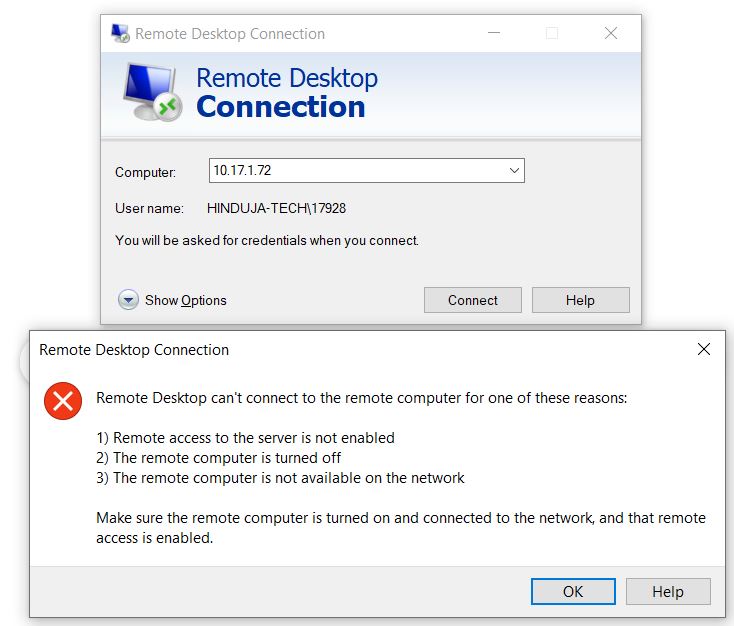 Remote Desktop Connection
Remote Desktop
Connection
Computer: 10.17.1.72
User name: HINDUJA-TECH\17928
You will be asked for credentials when you connect.
Show Options Connect Help
Remote Desktop Connection
Remote Desktop can't connect to the remote computer for one of these reasons:
1) Remote access to the server is not enabled
2) The remote computer is turned off
3) The remote computer is not available on the network
Make sure the remote computer is turned on and connected to the network, and that remote
access is enabled.
OK Help